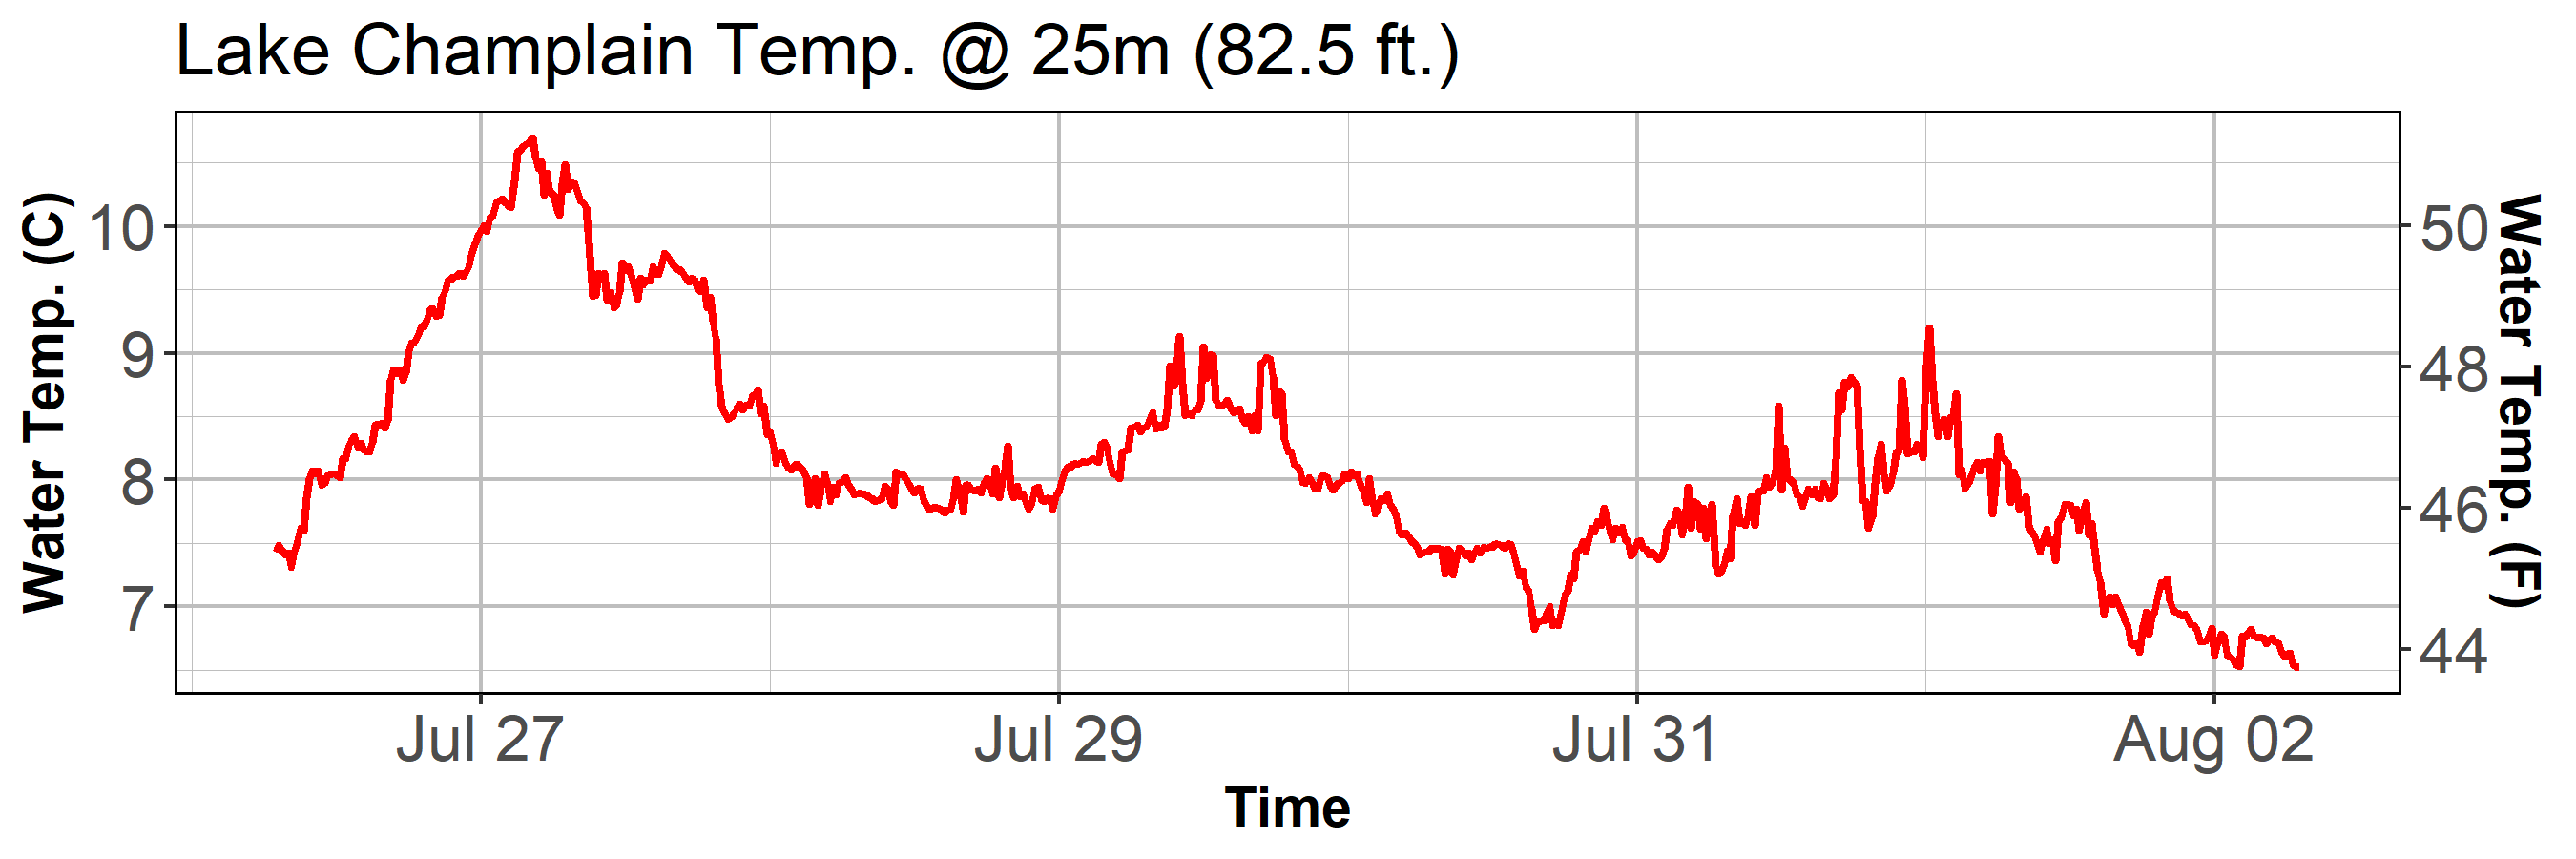 Lake Champlain Temp. @ 25m (82.5 ft.)
Water Temp. (C)
10
9
8
7
50
48
46
44
Water Temp. (F)
Jul 27
Jul 29
Jul 31
Aug 02
Time